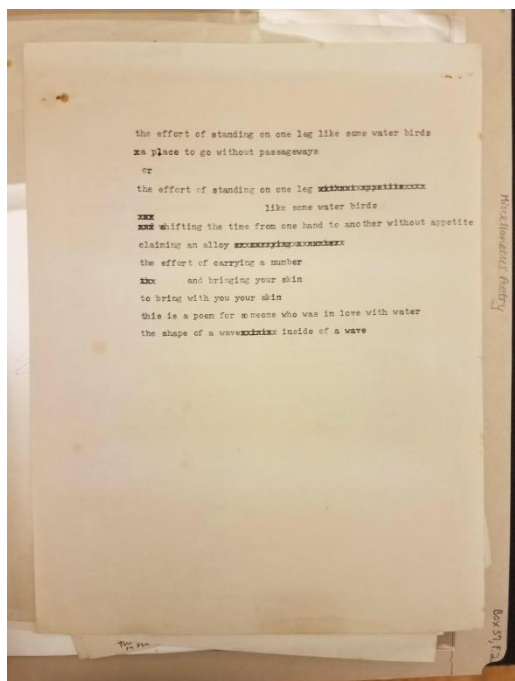 the effort of standing on one leg like some water birds
xa place to go without passageways
or
the effort of standing on one leg
like some water birds
xxx
xxx shifting the time from one hand to another without appetite
claiming an alloy
the effort of carrying a number
and bringing your skin
to bring with you your skin
this is a poem for someone who was in love with water
the shape of a wave inside of a wave
Miscellaneous Poetry
Box 57, F.2